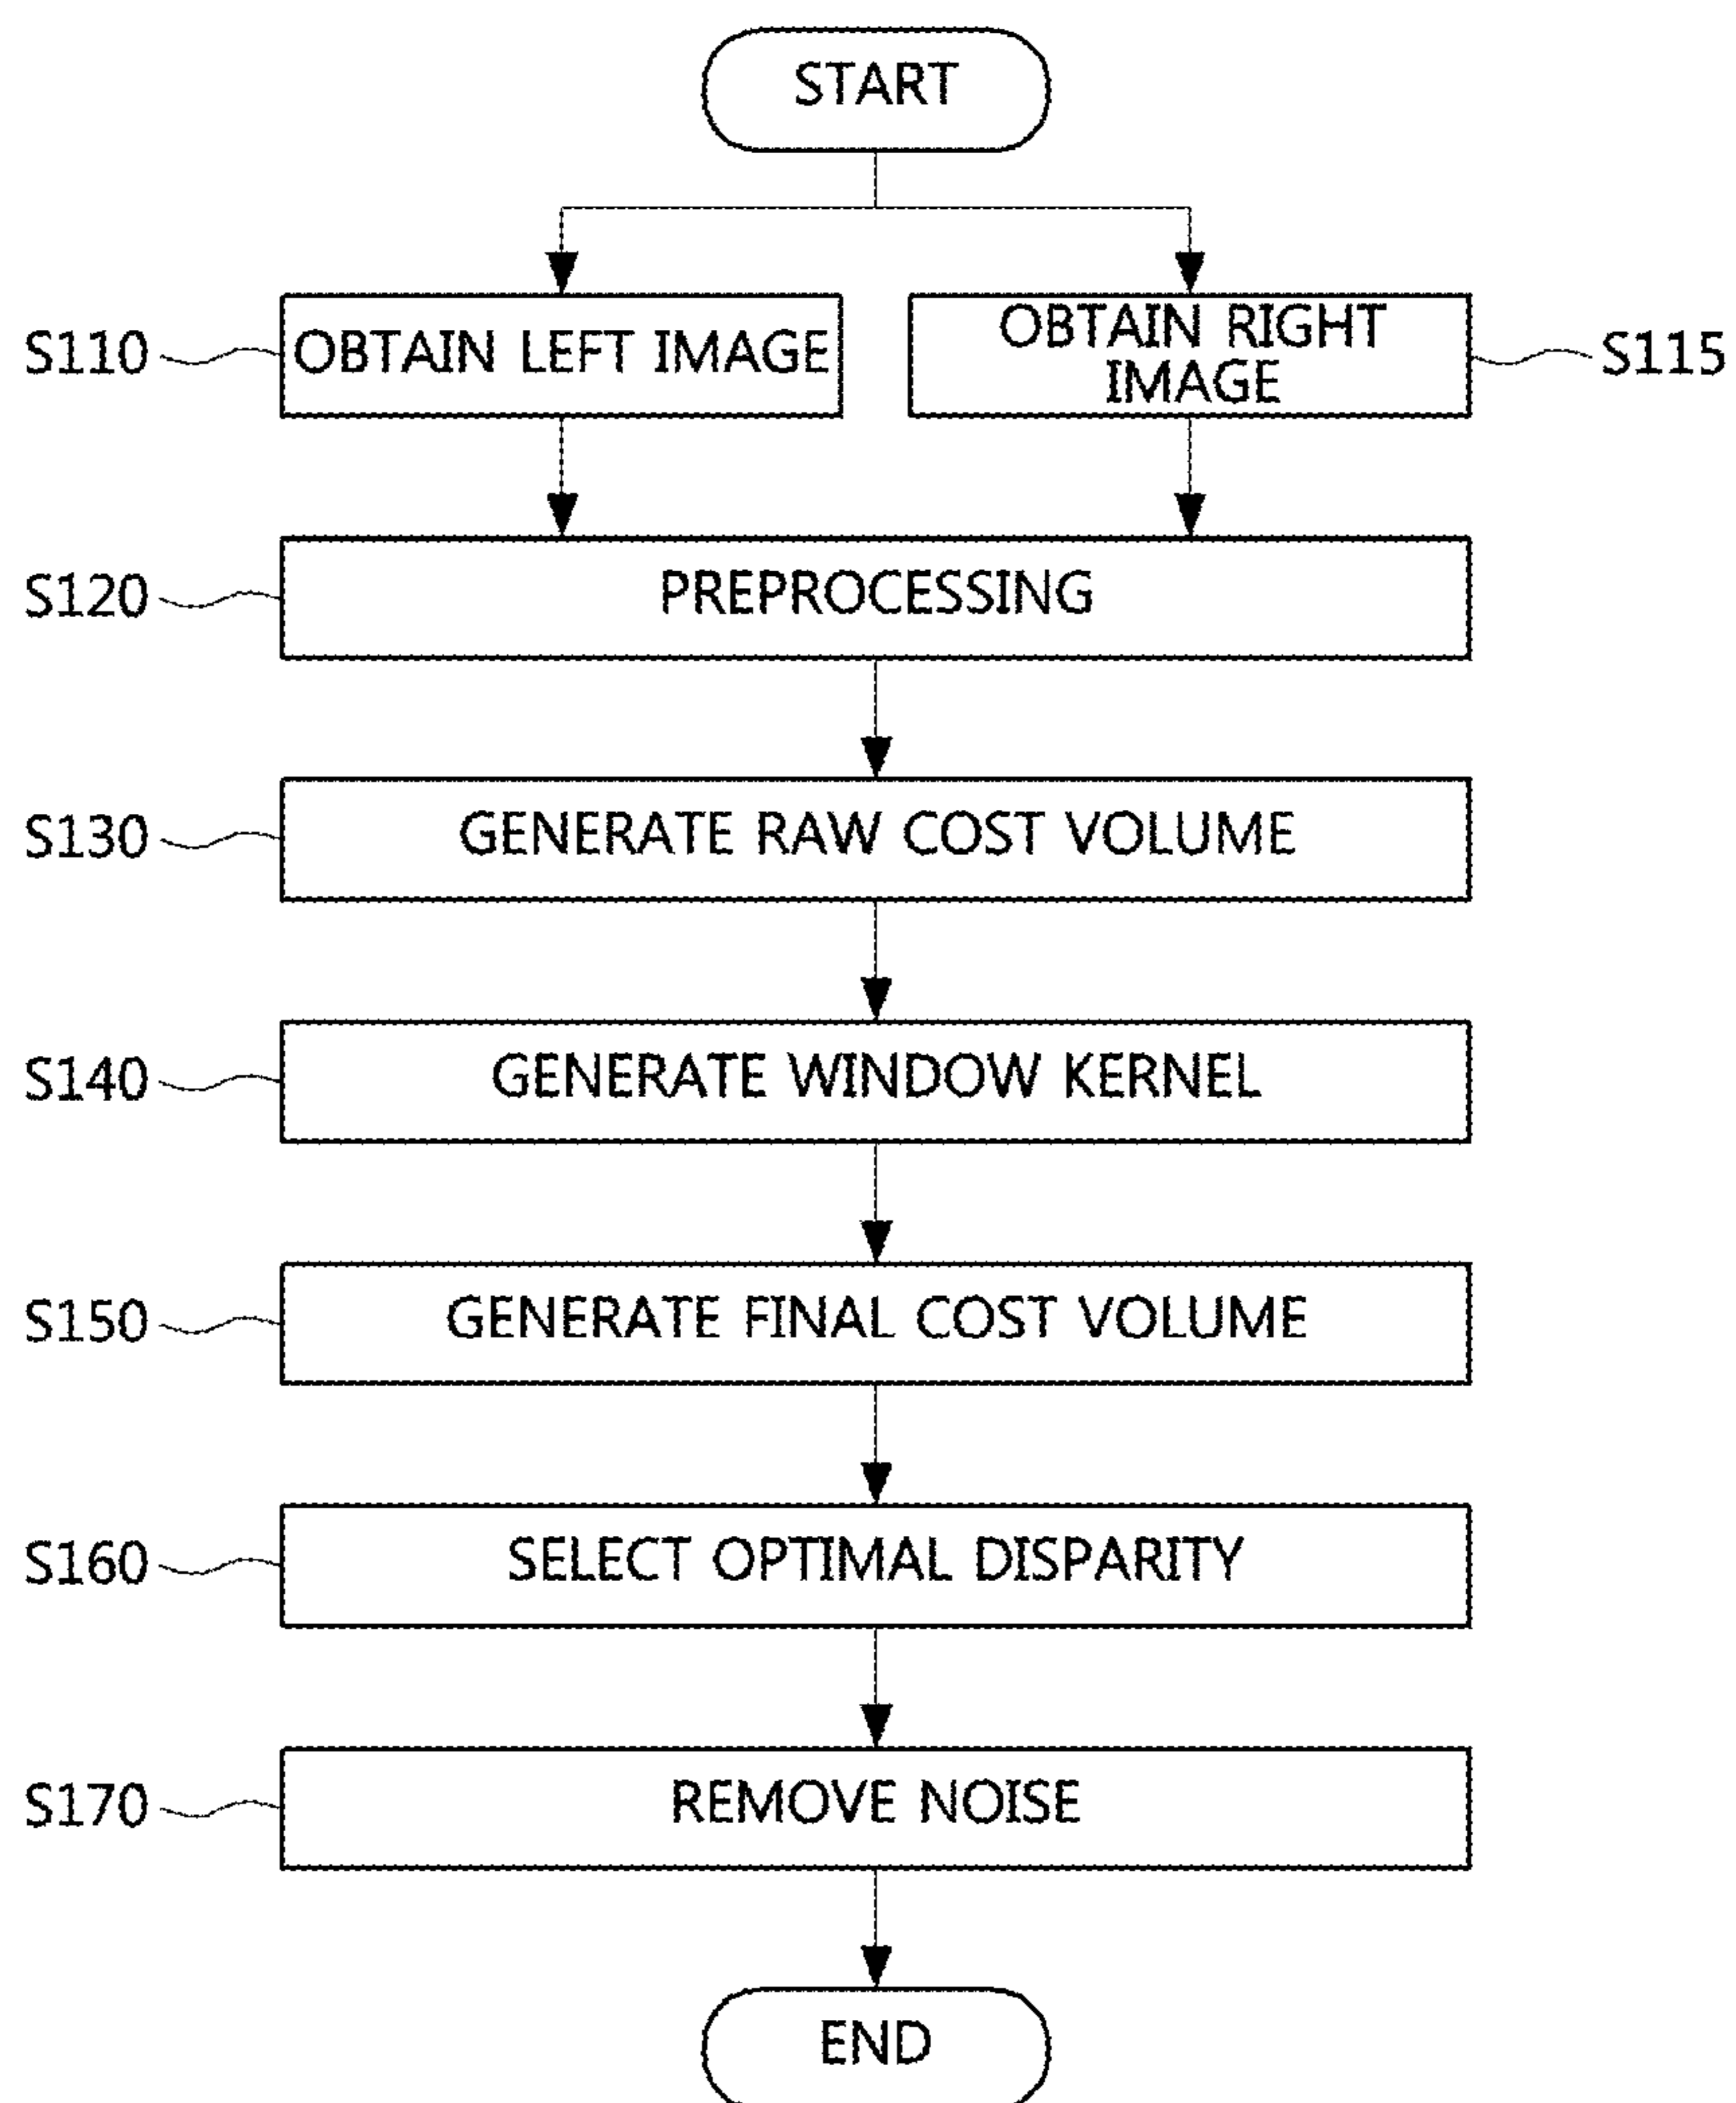 START
S110
OBTAIN LEFT IMAGE
OBTAIN RIGHT
IMAGE
S115
S120
PREPROCESSING
S130
GENERATE RAW COST VOLUME
S140
GENERATE WINDOW KERNEL
S150
GENERATE FINAL COST VOLUME
S160
SELECT OPTIMAL DISPARITY
S170
REMOVE NOISE
END